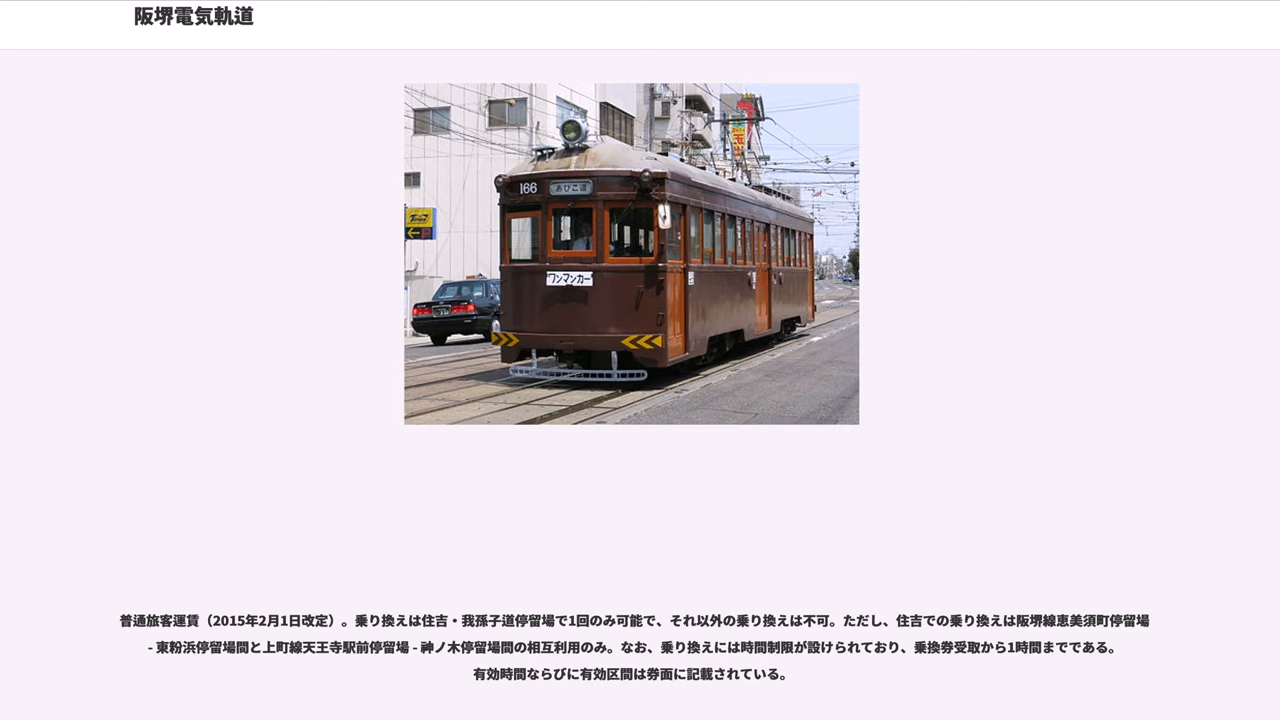 阪堺電気軌道
166
あびこ道
ワンマンカー
普通旅客運賃（2015年2月1日改定）。乗り換えは住吉・我孫子道停留場で1回のみ可能で、それ以外の乗り換えは不可。ただし、住吉での乗り換えは阪堺線恵美須町停留場
- 東粉浜停留場間と上町線天王寺駅前停留場 - 神ノ木停留場間の相互利用のみ。なお、乗り換えには時間制限が設けられており、乗換券受取から1時間までである。
有効時間ならびに有効区間は券面に記載されている。